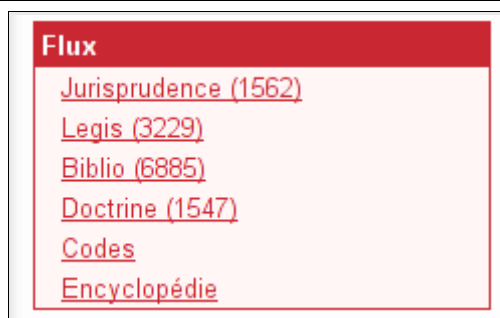 Flux
Jurisprudence (1562)
Legis (3229)
Biblio (6885)
Doctrine (1547)
Codes
Encyclopédie